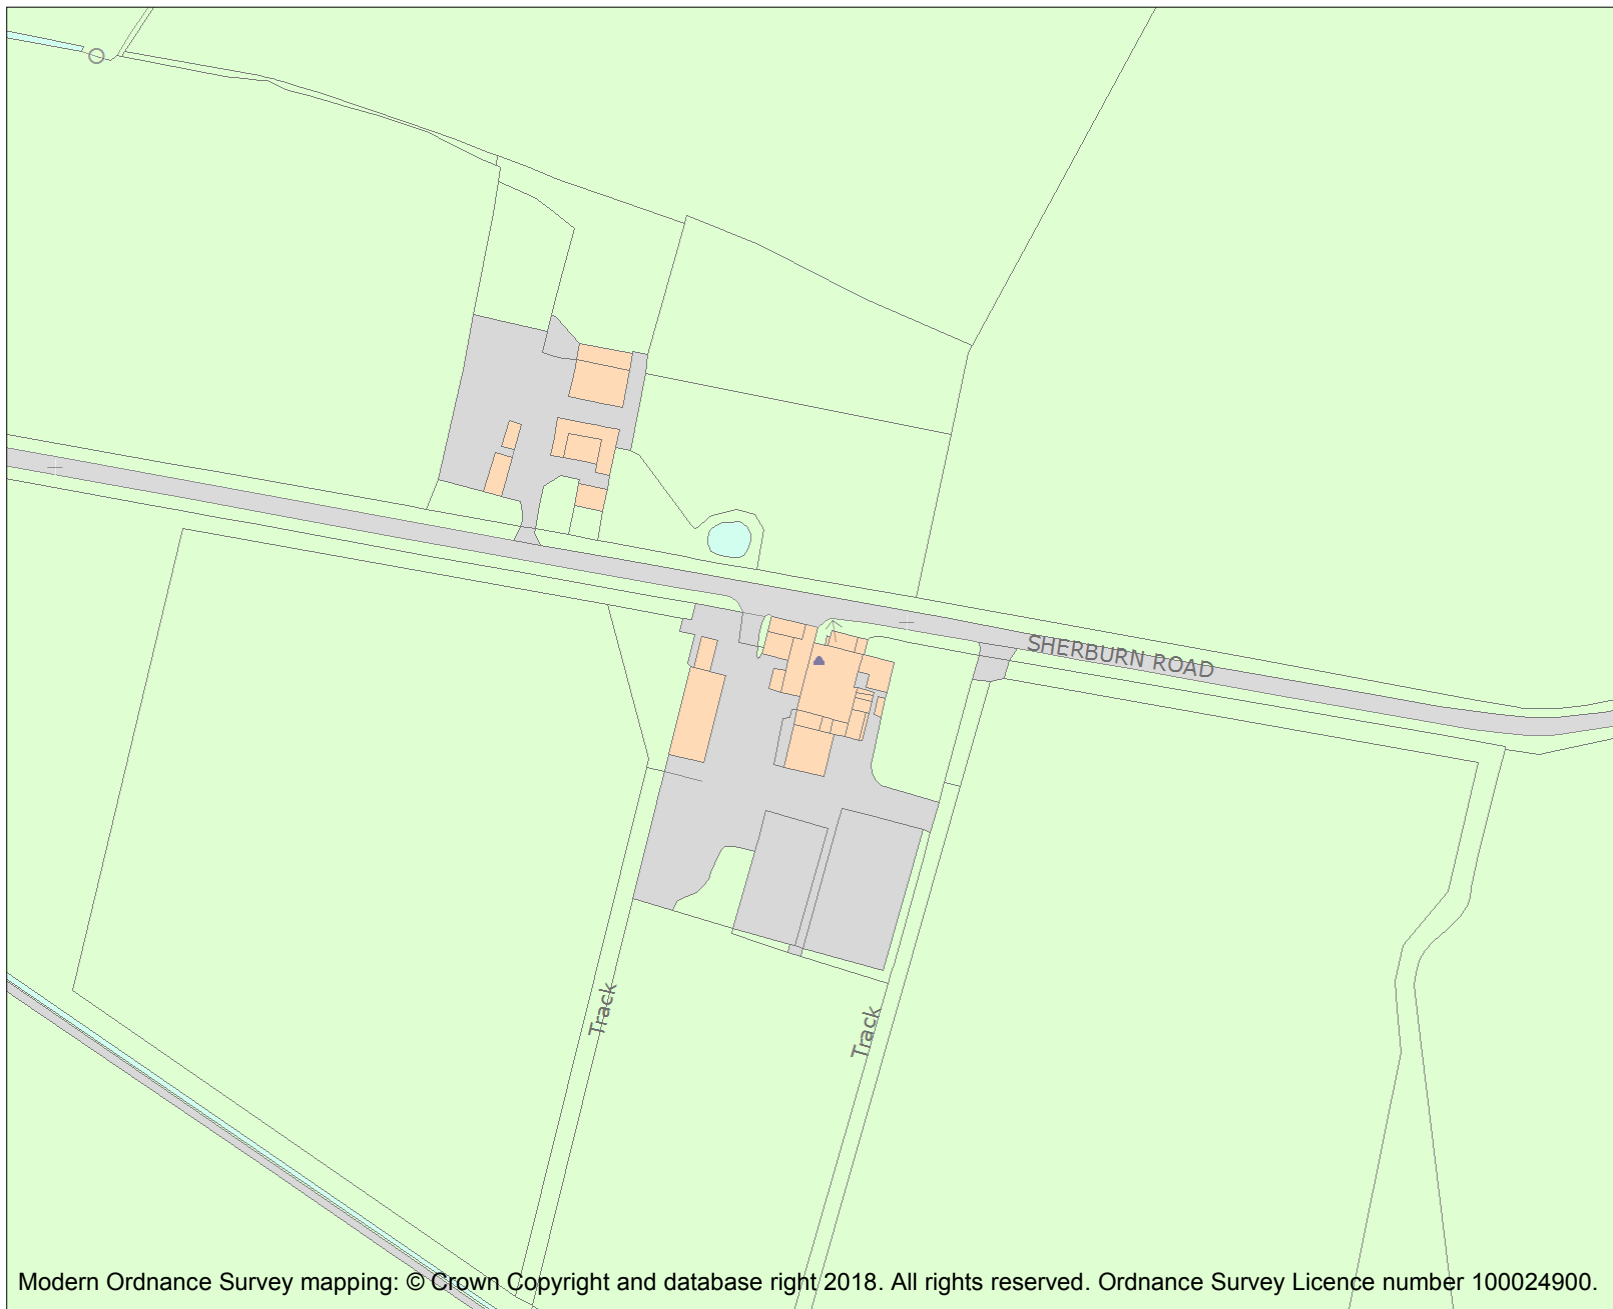 SHERBURN ROAD
Track
Track
Modern Ordnance Survey mapping: © Crown Copyright and database right 2018. All rights reserved. Ordnance Survey Licence number 100024900.